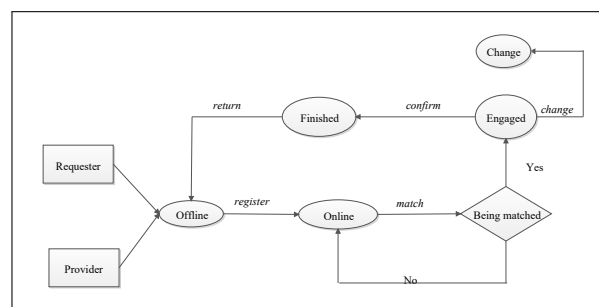 Change
return
confirm
change
Finished
Engaged
Requester
Yes
register
match
Offline
Online
Being matched
Provider
No